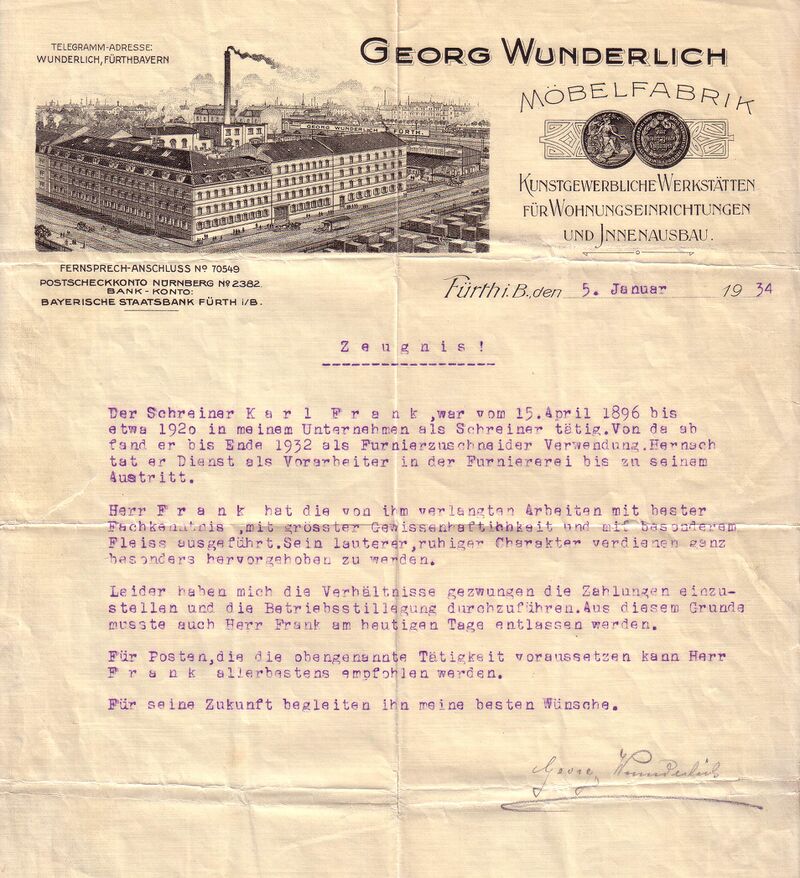 TELEGRAMM-ADRESSE:
WUNDERLICH, FÜRTHBAYERN
GEORG WUNDERLICH
MÖBELFABRIK
GEORG WUNDERLICH FÜRTH.
KUNSTGEWERBLICHE WERKSTÄTTEN
FÜR WOHNUNGSEINRICHTUNGEN
UND INNENAUSBAU.
FERNSPRECH-ANSCHLUSS Nº 70549
POSTSCHECKKONTO NÜRNBERG Nº 2382.
BANK-KONTO:
BAYERISCHE STAATSBANK FÜRTH i/B.
Fürth i. B., den 5. Januar 1934
Z e u g n i s !
Der Schreiner K a r l F r a n k ,war vom 15.April 1896 bis
etwa 192o in meinem Unternehmen als Schreiner tätig.Von da ab
fand er bis Ende 1932 als Furnierzuschneider Verwendung.Hernach
tat er Dienst als Vorarbeiter in der Furniererei bis zu seinem
Austritt.
Herr F r a n k hat die von ihm verlangten Arbeiten mit bester
Fachkenntnis ,mit grösster Gewissenhaftihkeit und mit besonderem
Fleiss ausgeführt.Sein lauterer,ruhiger Charakter verdienen ganz
besonders hervorgehoben zu werden.
Leider haben mich die Verhältnisse gezwungen die Zahlungen einzu-
stellen und die Betriebsstillegung durchzuführen.Aus diesem Grunde
musste auch Herr Frank am heutigen Tage entlassen werden.
Für Posten,die die obengenannte Tätigkeit voraussetzen kann Herr
F r a n k allerbestens empfohlen werden.
Für seine Zukunft begleiten ihn meine besten Wünsche.
Georg Wunderlich